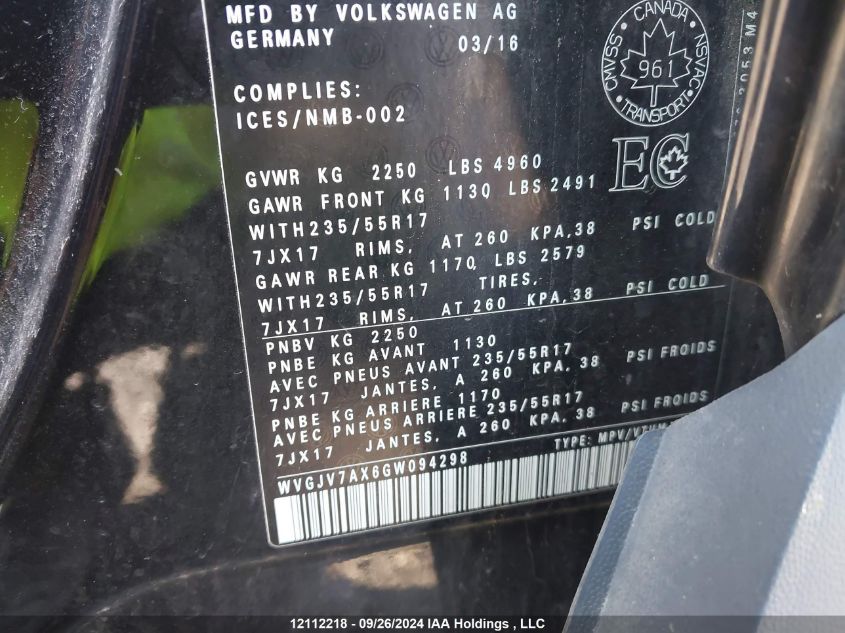 MFD BY VOLKSWAGEN AG
GERMANY 03/16
CANADA
CMVSS NSVAC
961
TRANSPORT
COMPLIES:
ICES/NMB-002
EC
GVWR KG 2250 LBS 4960
GAWR FRONT KG 1130 LBS 2491
WITH235/55R17
7JX17 RIMS, AT 260 KPA,38 PSI COLD
GAWR REAR KG 1170 LBS 2579
WITH235/55R17 TIRES,
7JX17 RIMS, AT 260 KPA,38 PSI COLD
PNBV KG 2250
PNBE KG AVANT 1130
AVEC PNEUS AVANT 235/55R17
7JX17 JANTES, A 260 KPA, 38 PSI FROIDS
PNBE KG ARRIERE 1170
AVEC PNEUS ARRIERE 235/55R17
7JX17 JANTES, A 260 KPA, 38 PSI FROIDS
WVGJV7AX6GW094298 TYPE: MPV/
12112218 - 09/26/2024 IAA Holdings , LLC